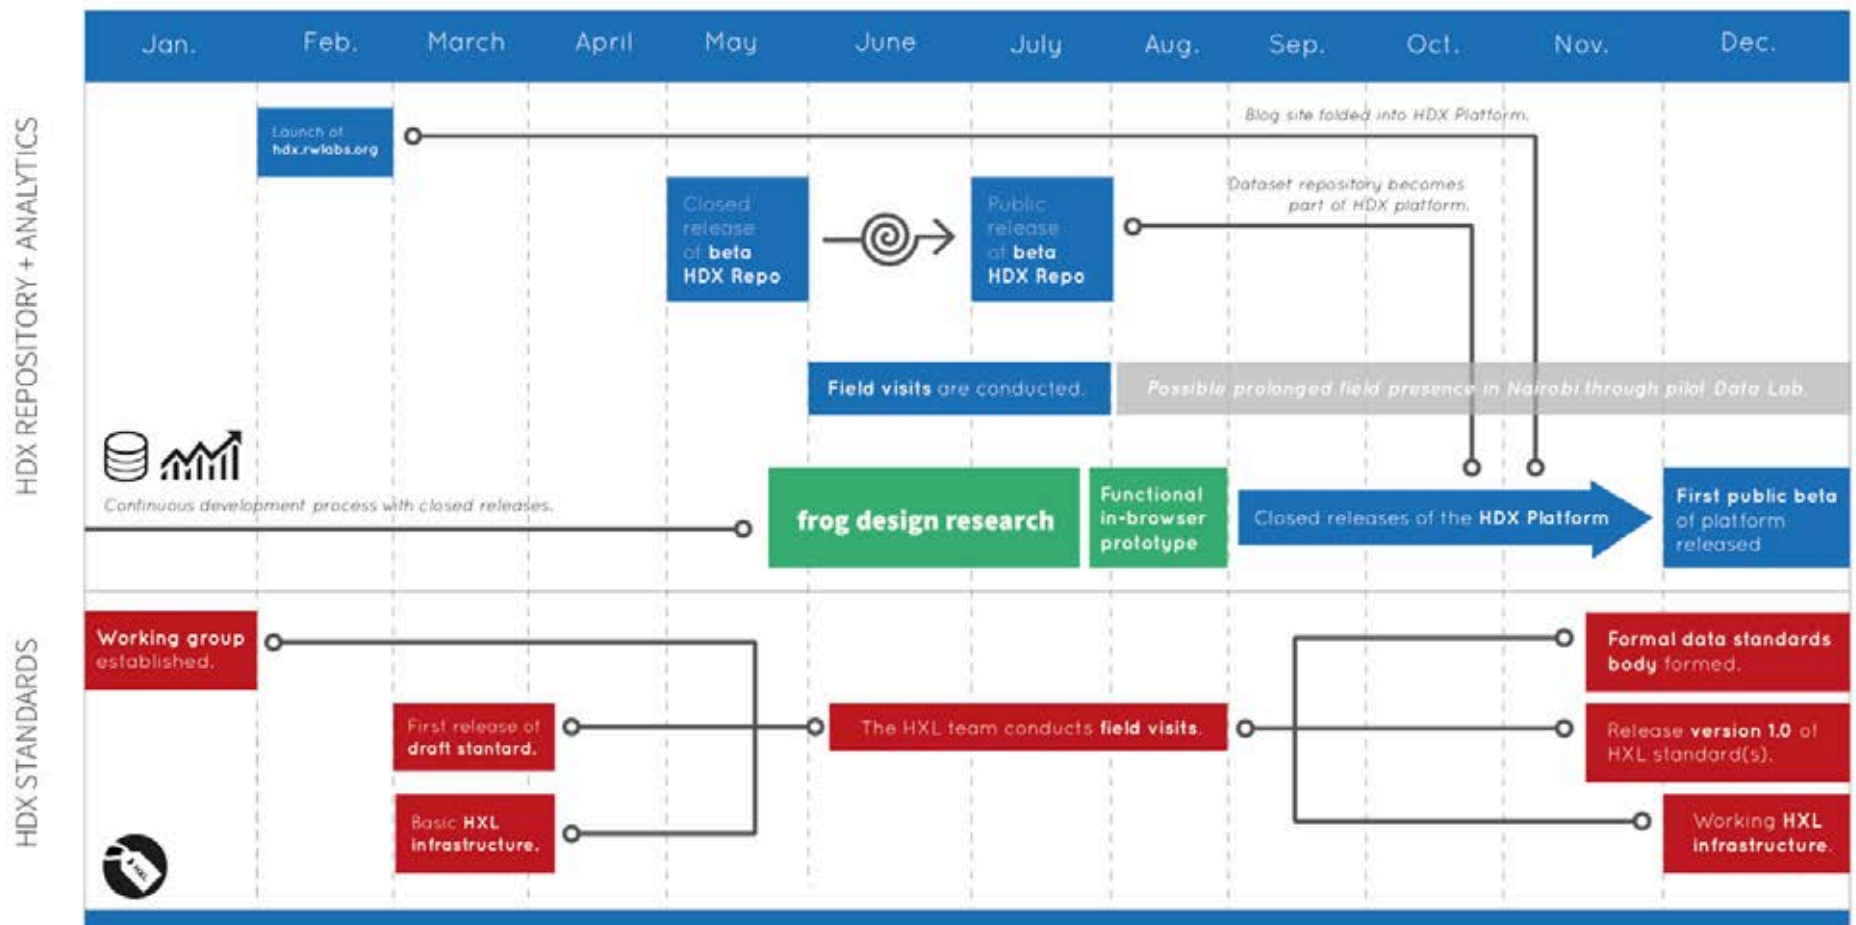 Jan. Feb. March April May June July Aug. Sep. Oct. Nov. Dec.
HDX REPOSITORY + ANALYTICS
Launch of
hdx.rwlabs.org
Blog site folded into HDX Platform.
Closed
release
of beta
HDX Repo
Public
release
of beta
HDX Repo
Dataset repository becomes
part of HDX platform.
Field visits are conducted.
Possible prolonged field presence in Nairobi through pilot Data Lab.
Continuous development process with closed releases.
frog design research
Functional
in-browser
prototype
Closed releases of the HDX Platform
First public beta
of platform
released
HDX STANDARDS
Working group
established.
First release of
draft stantard.
Basic HXL
infrastructure.
The HXL team conducts field visits.
Formal data standards
body formed.
Release version 1.0 of
HXL standard(s).
Working HXL
infrastructure.
HXL